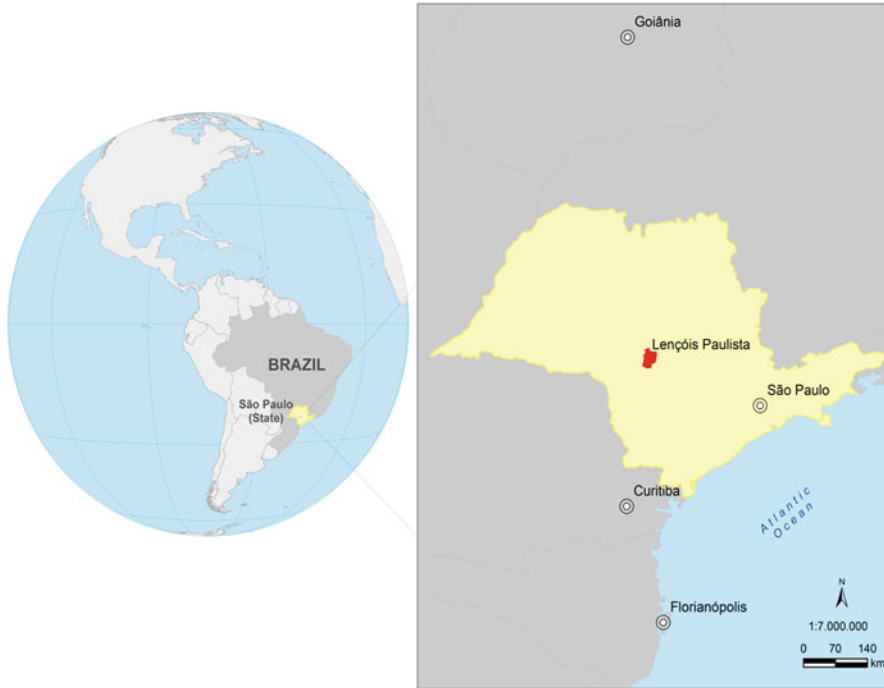 BRAZIL
São Paulo
(State)
Goiânia
Lençóis Paulista
São Paulo
Curitiba
Atlantic
Ocean
Florianópolis
N
1:7.000.000
0 70 140
km